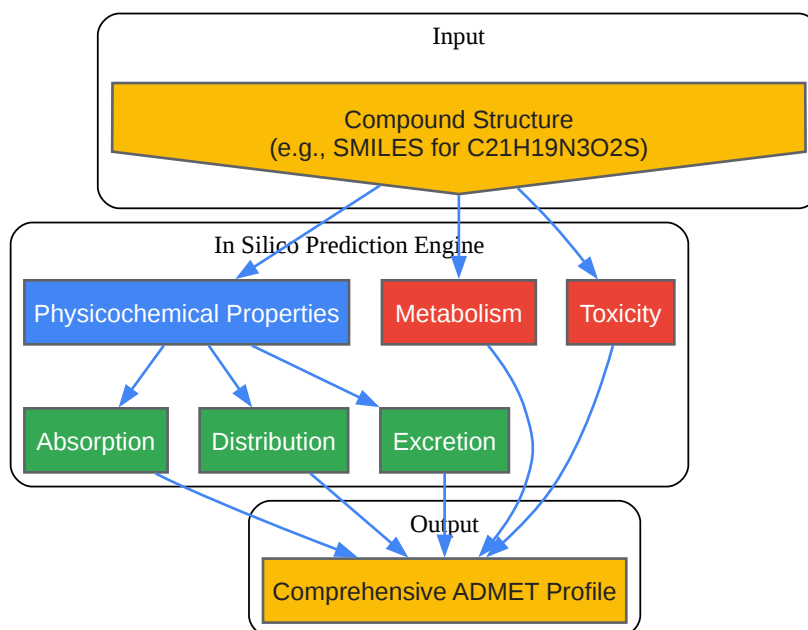 Input
Compound Structure
(e.g., SMILES for C21H19N3O2S)
In Silico Prediction Engine
Physicochemical Properties
Metabolism
Toxicity
Absorption
Distribution
Excretion
Output
Comprehensive ADMET Profile